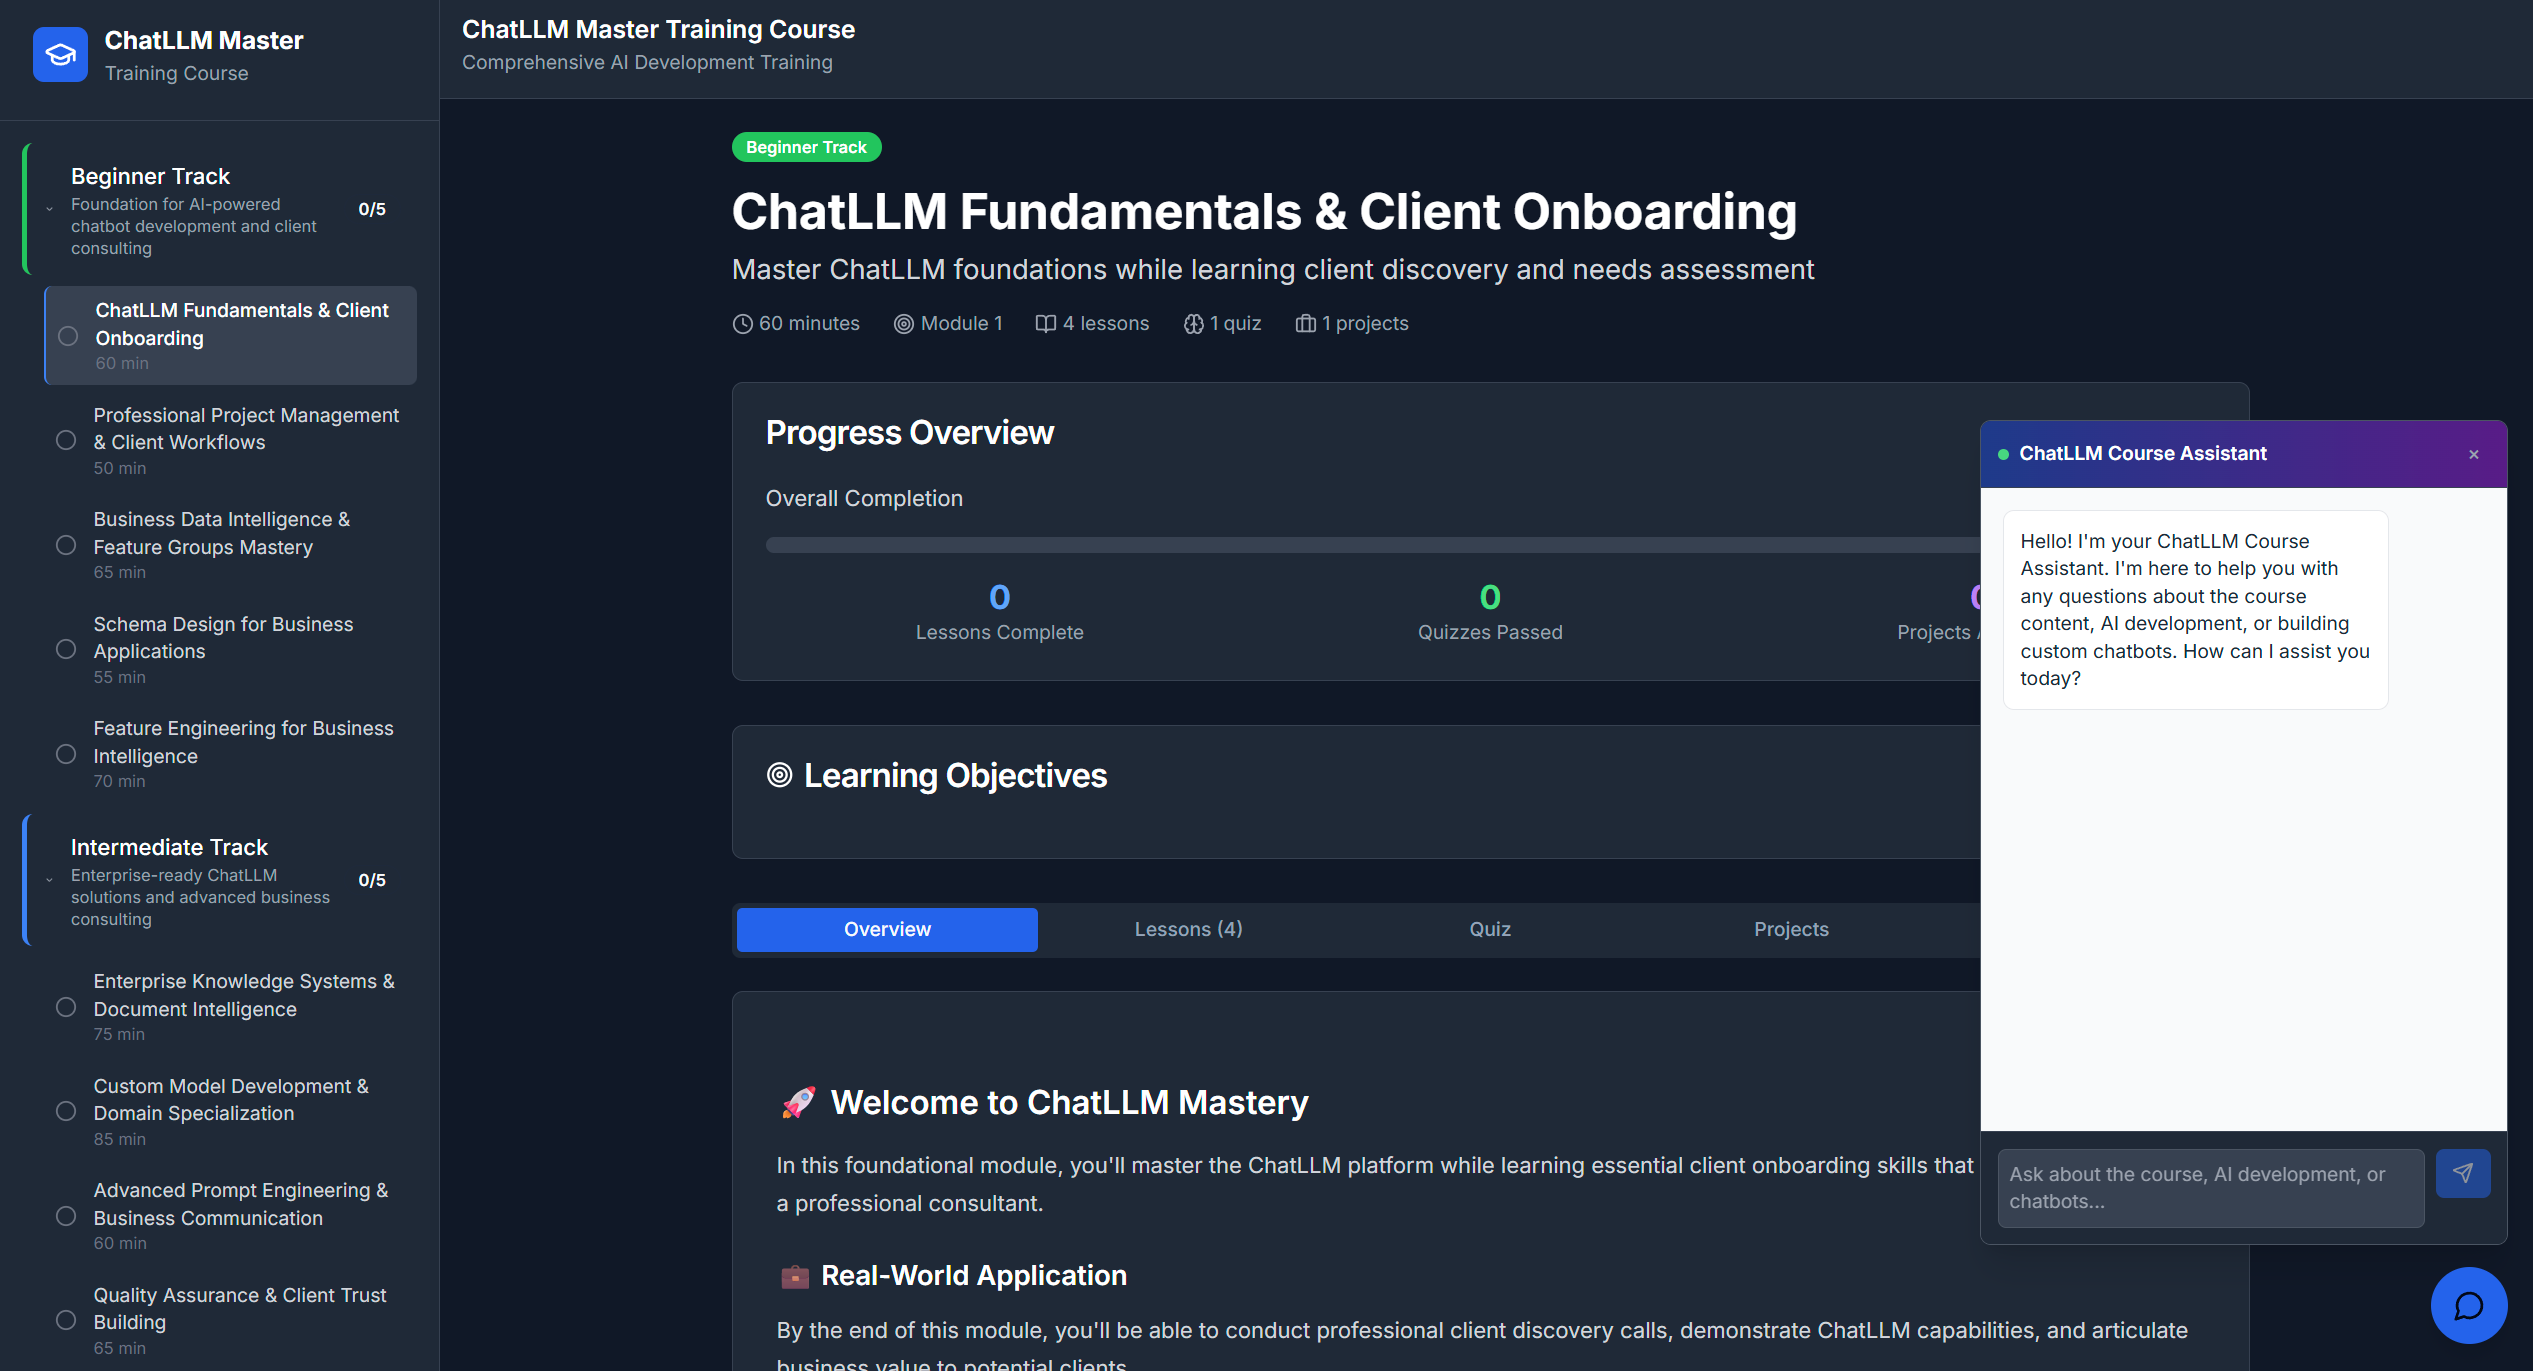 ChatLLM Master
Training Course
Beginner Track
Foundation for AI-powered
chatbot development and client
consulting
0/5
ChatLLM Fundamentals & Client
Onboarding
60 min
Professional Project Management
& Client Workflows
50 min
Business Data Intelligence &
Feature Groups Mastery
65 min
Schema Design for Business
Applications
55 min
Feature Engineering for Business
Intelligence
70 min
Intermediate Track
Enterprise-ready ChatLLM
solutions and advanced business
consulting
0/5
Enterprise Knowledge Systems &
Document Intelligence
75 min
Custom Model Development &
Domain Specialization
85 min
Advanced Prompt Engineering &
Business Communication
60 min
Quality Assurance & Client Trust
Building
65 min
ChatLLM Master Training Course
Comprehensive AI Development Training
Beginner Track
ChatLLM Fundamentals & Client Onboarding
Master ChatLLM foundations while learning client discovery and needs assessment
60 minutes Module 1 4 lessons 1 quiz 1 projects
Progress Overview
Overall Completion
0
Lessons Complete
0
Quizzes Passed
Projects
Learning Objectives
Overview Lessons (4) Quiz Projects
🚀 Welcome to ChatLLM Mastery
In this foundational module, you'll master the ChatLLM platform while learning essential client onboarding skills that
a professional consultant.
💼 Real-World Application
By the end of this module, you'll be able to conduct professional client discovery calls, demonstrate ChatLLM capabilities, and articulate
business value to potential clients.
ChatLLM Course Assistant
×
Hello! I'm your ChatLLM Course
Assistant. I'm here to help you with
any questions about the course
content, AI development, or building
custom chatbots. How can I assist you
today?
Ask about the course, AI development, or
chatbots...